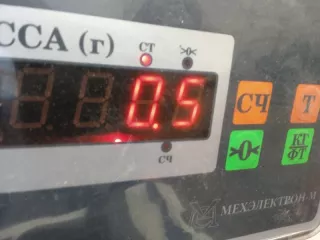 ССА (г)
СТ >0<
0.5
СЧ
СЧ Т
>0< КГ/ФТ
МЕХЭЛЕКТРОН-М